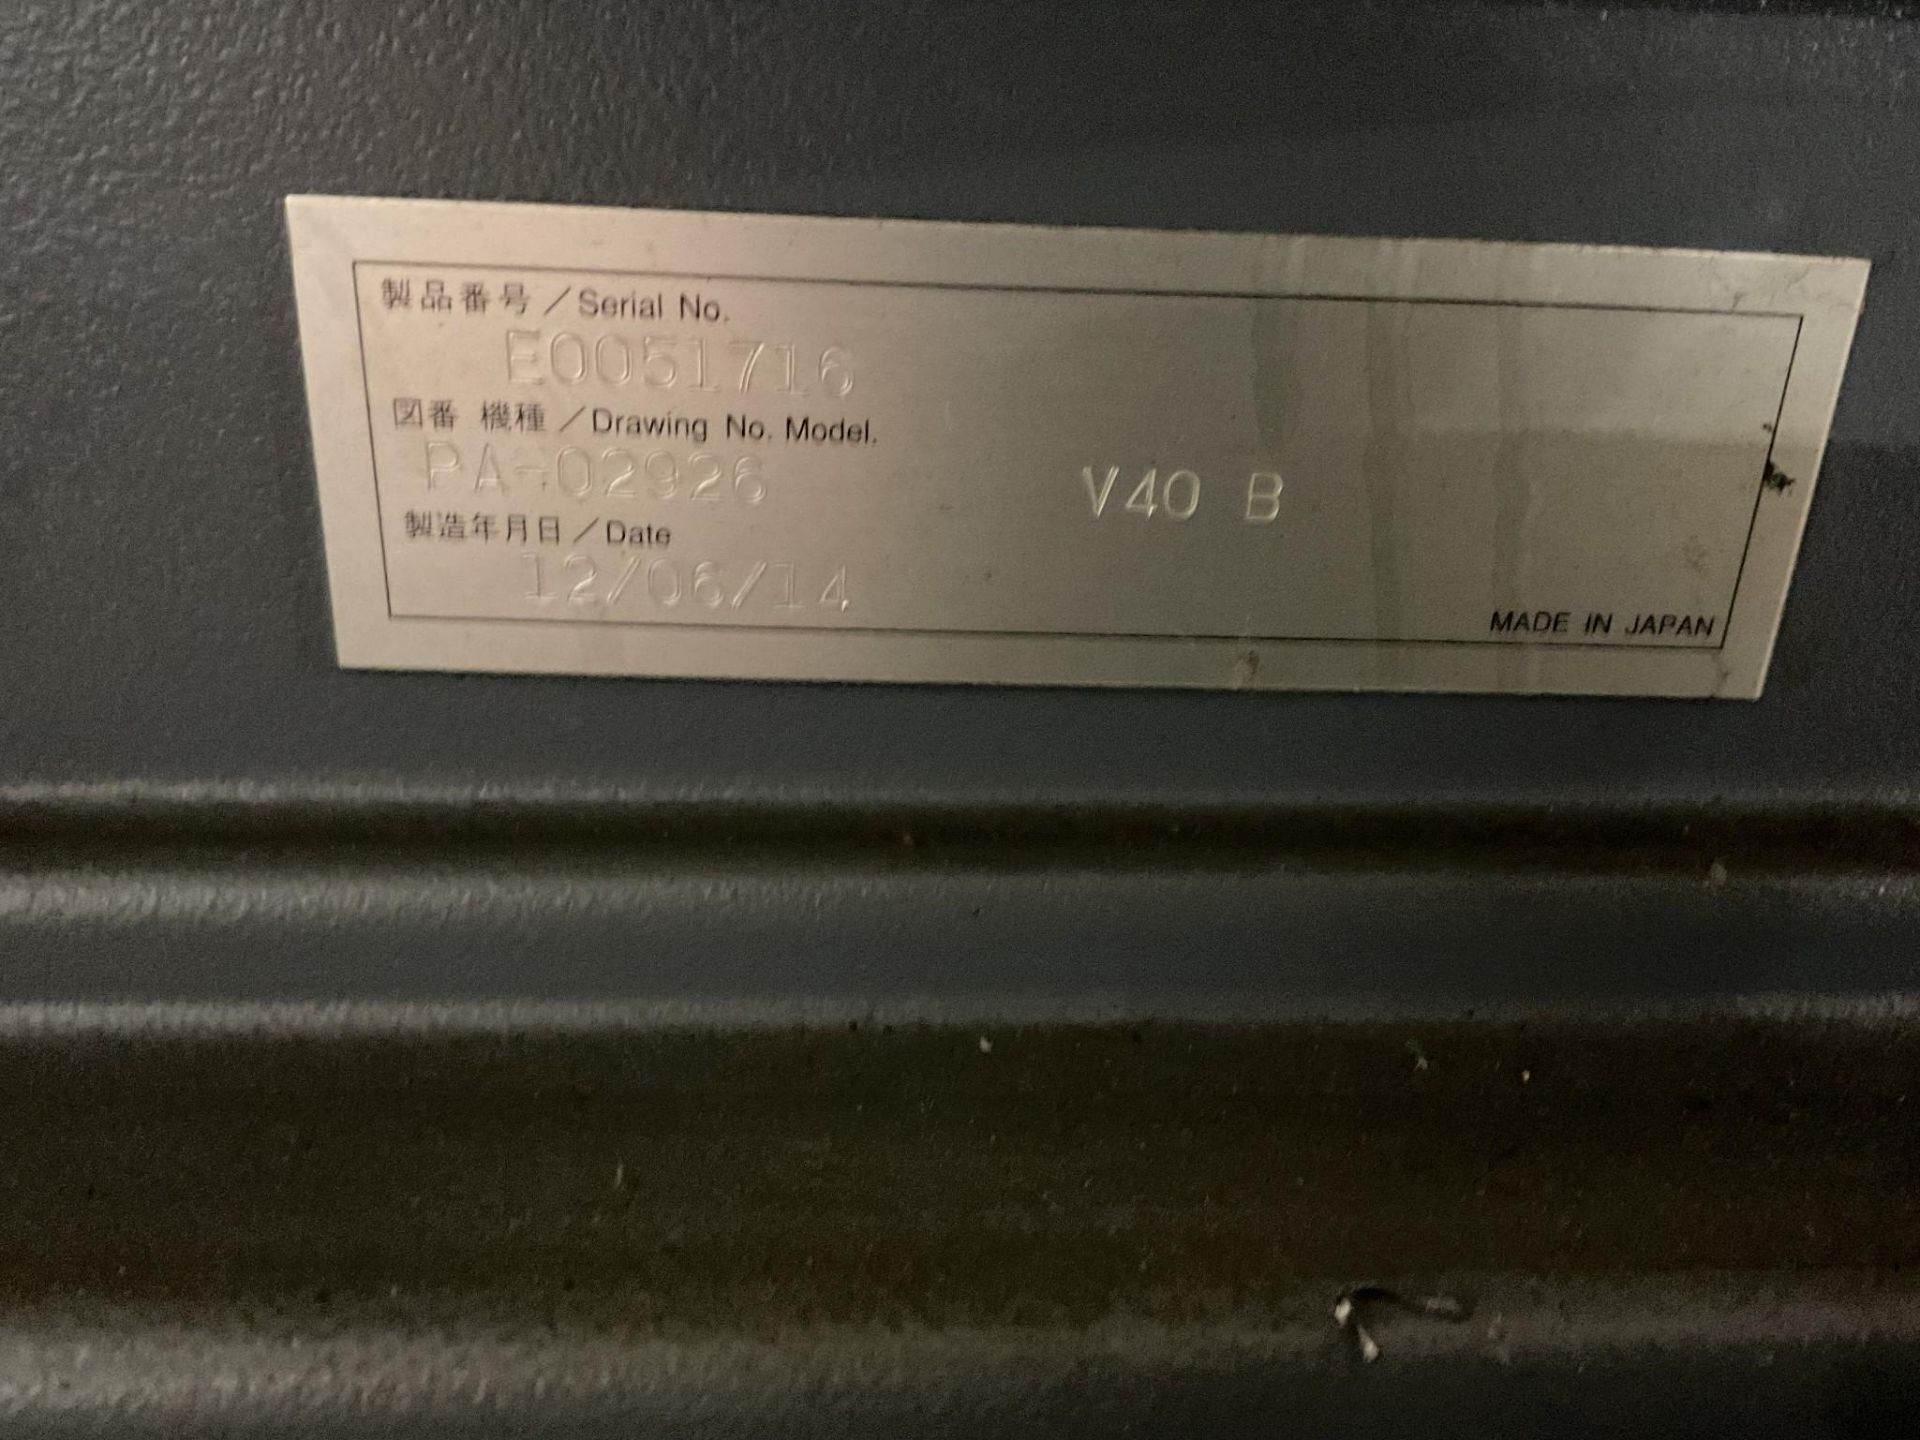 製品番号／Serial No.
E0051716
図番 機種／Drawing No. Model.
PA-02926 V40 B
製造年月日／Date
12/06/14
MADE IN JAPAN